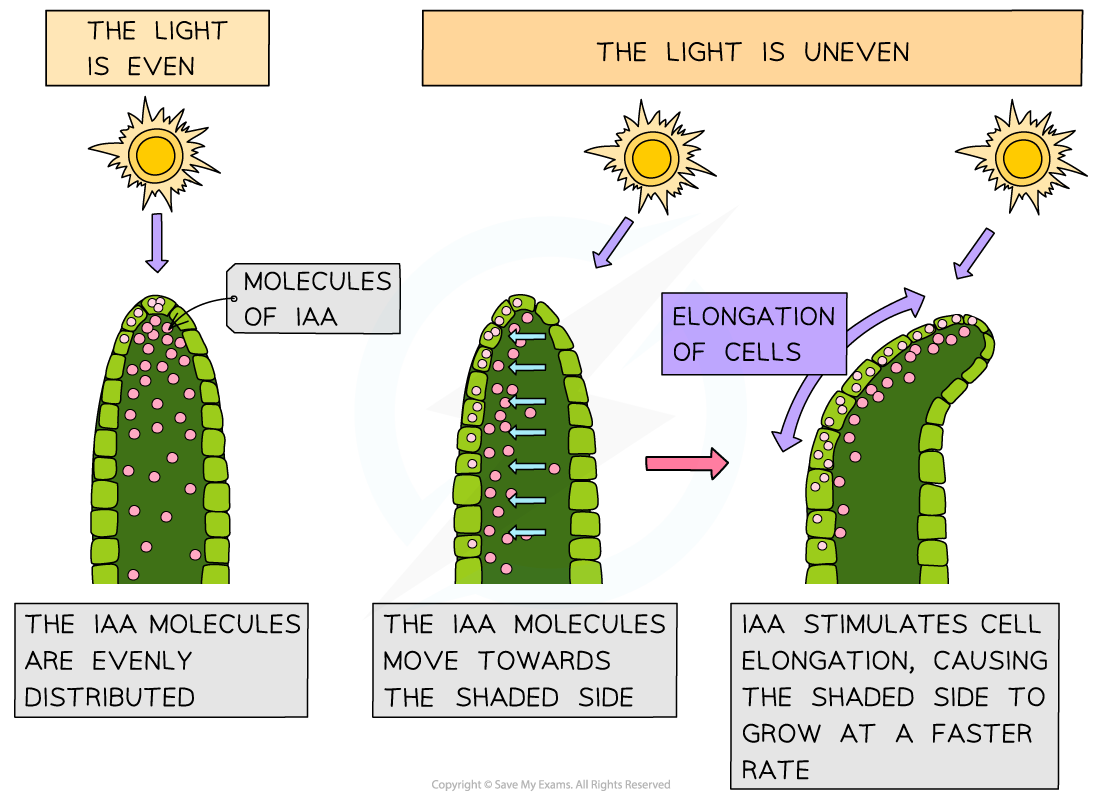 THE LIGHT
IS EVEN
THE LIGHT IS UNEVEN
MOLECULES
OF IAA
ELONGATION
OF CELLS
THE IAA MOLECULES
ARE EVENLY
DISTRIBUTED
THE IAA MOLECULES
MOVE TOWARDS
THE SHADED SIDE
IAA STIMULATES CELL
ELONGATION, CAUSING
THE SHADED SIDE TO
GROW AT A FASTER
RATE
Copyright © Save My Exams. All Rights Reserved